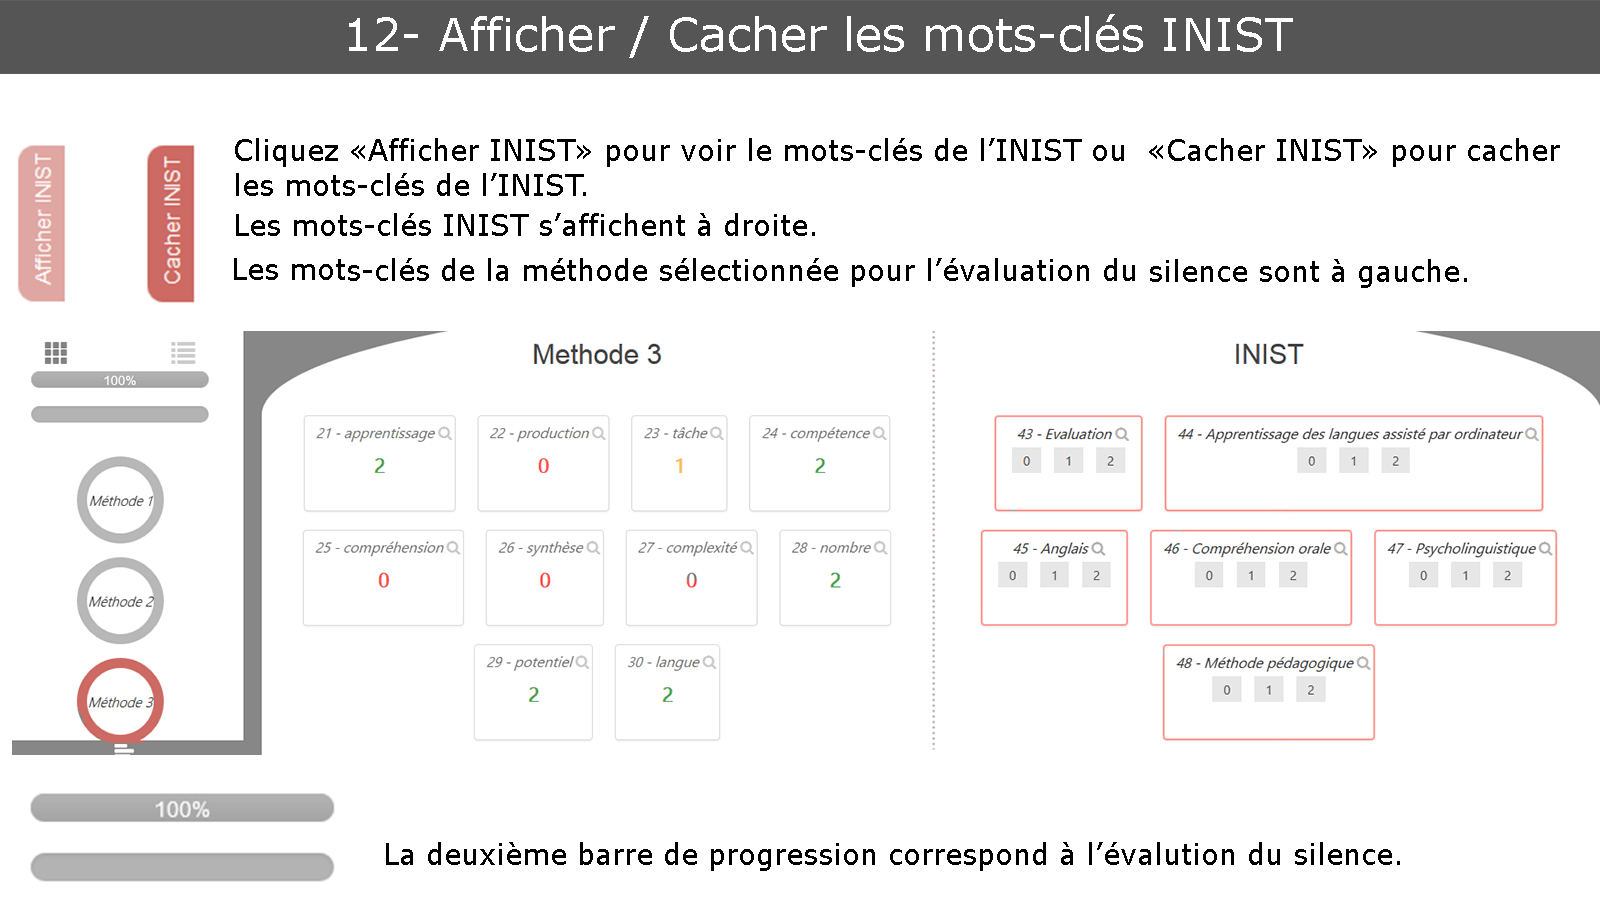 12- Afficher / Cacher les mots-clés INIST
Afficher INIST
Cacher INIST
Cliquez «Afficher INIST» pour voir le mots-clés de l’INIST ou «Cacher INIST» pour cacher
les mots-clés de l’INIST.
Les mots-clés INIST s’affichent à droite.
Les mots-clés de la méthode sélectionnée pour l’évaluation du silence sont à gauche.
100%
Méthode 1
Méthode 2
Méthode 3
Methode 3
21 - apprentissage
2
22 - production
0
23 - tâche
1
24 - compétence
2
25 - compréhension
0
26 - synthèse
0
27 - complexité
0
28 - nombre
2
29 - potentiel
2
30 - langue
2
INIST
43 - Evaluation
0 1 2
44 - Apprentissage des langues assisté par ordinateur
0 1 2
45 - Anglais
0 1 2
46 - Compréhension orale
0 1 2
47 - Psycholinguistique
0 1 2
48 - Méthode pédagogique
0 1 2
100%
La deuxième barre de progression correspond à l’évalution du silence.